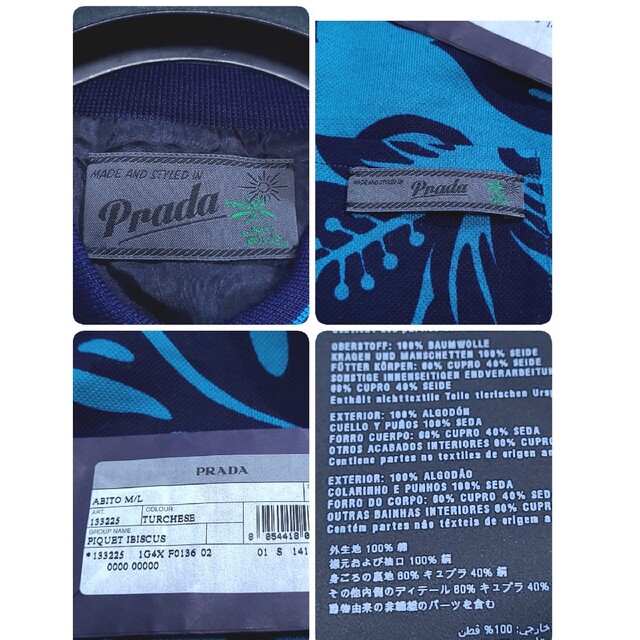 MADE AND STYLED IN
Prada
MADE AND STYLED IN
Prada
PRADA
ABITO M/L
ART.
COLOUR
133225
TURCHESE
GROUP NAME
PIQUET IBISCUS
*133225 1G4X F0136 02 01 S 141
0000 00000
8 054418 0
OBERSTOFF: 100% BAUMWOLLE
KRAGEN UND MANSCHETTEN 100% SEIDE
FÜTTER KÖRPER: 60% CUPRO 40% SEIDE
SONSTIGE INNENSEITIGEN ENDVERARBEITU
60% CUPRO 40% SEIDE
Enthält nichttextile Teile tierischen Ursp
EXTERIOR: 100% ALGODÓN
CUELLO Y PUÑOS 100% SEDA
FORRO CUERPO: 60% CUPRO 40% SEDA
OTROS ACABADOS INTERIORES 60% CUPRO
Contiene partes no textiles de origen an
EXTERIOR: 100% ALGODÃO
COLARINHO E PUNHOS 100% SEDA
FORRO DO CORPO: 60% CUPRO 40% SEDA
OUTRAS BAINHAS INTERIORES 60% CUPRO
Contém partes não têxteis de origem a
外生地 100% 綿
襟元および袖口 100% 絹
身ごろの裏地 60% キュプラ 40% 絹
その他内側のディテール 60% キュプラ 40%
動物由来の非繊維のパーツを含む
خارجي: 100% قطن